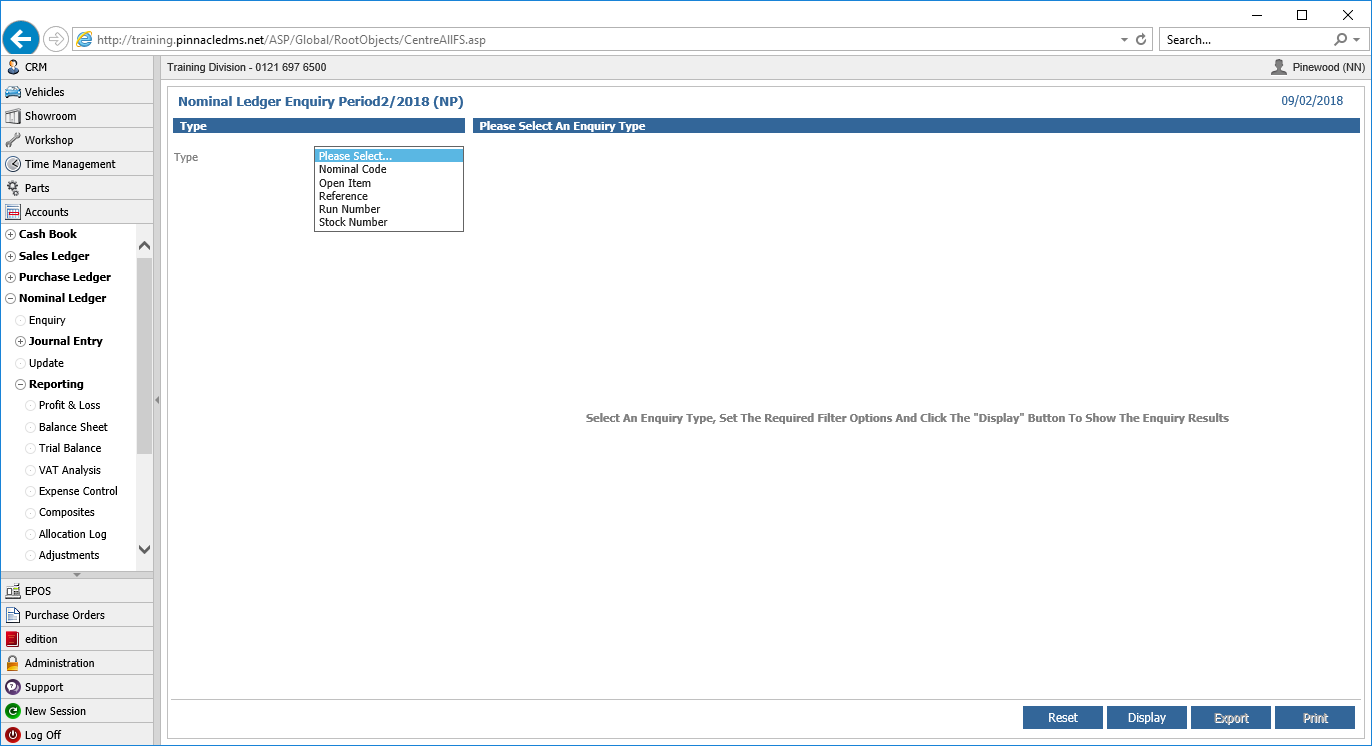 http://training.pinnacledms.net/ASP/Global/RootObjects/CentreAllFS.asp
Search...
CRM
Vehicles
Showroom
Workshop
Time Management
Parts
Accounts
Cash Book
Sales Ledger
Purchase Ledger
Nominal Ledger
Enquiry
Journal Entry
Update
Reporting
Profit & Loss
Balance Sheet
Trial Balance
VAT Analysis
Expense Control
Composites
Allocation Log
Adjustments
EPOS
Purchase Orders
edition
Administration
Support
New Session
Log Off
Training Division - 0121 697 6500
Pinewood (NN)
Nominal Ledger Enquiry Period2/2018 (NP)
09/02/2018
Type
Please Select An Enquiry Type
Type
Please Select...
Nominal Code
Open Item
Reference
Run Number
Stock Number
Select An Enquiry Type, Set The Required Filter Options And Click The "Display" Button To Show The Enquiry Results
Reset
Display
Export
Print